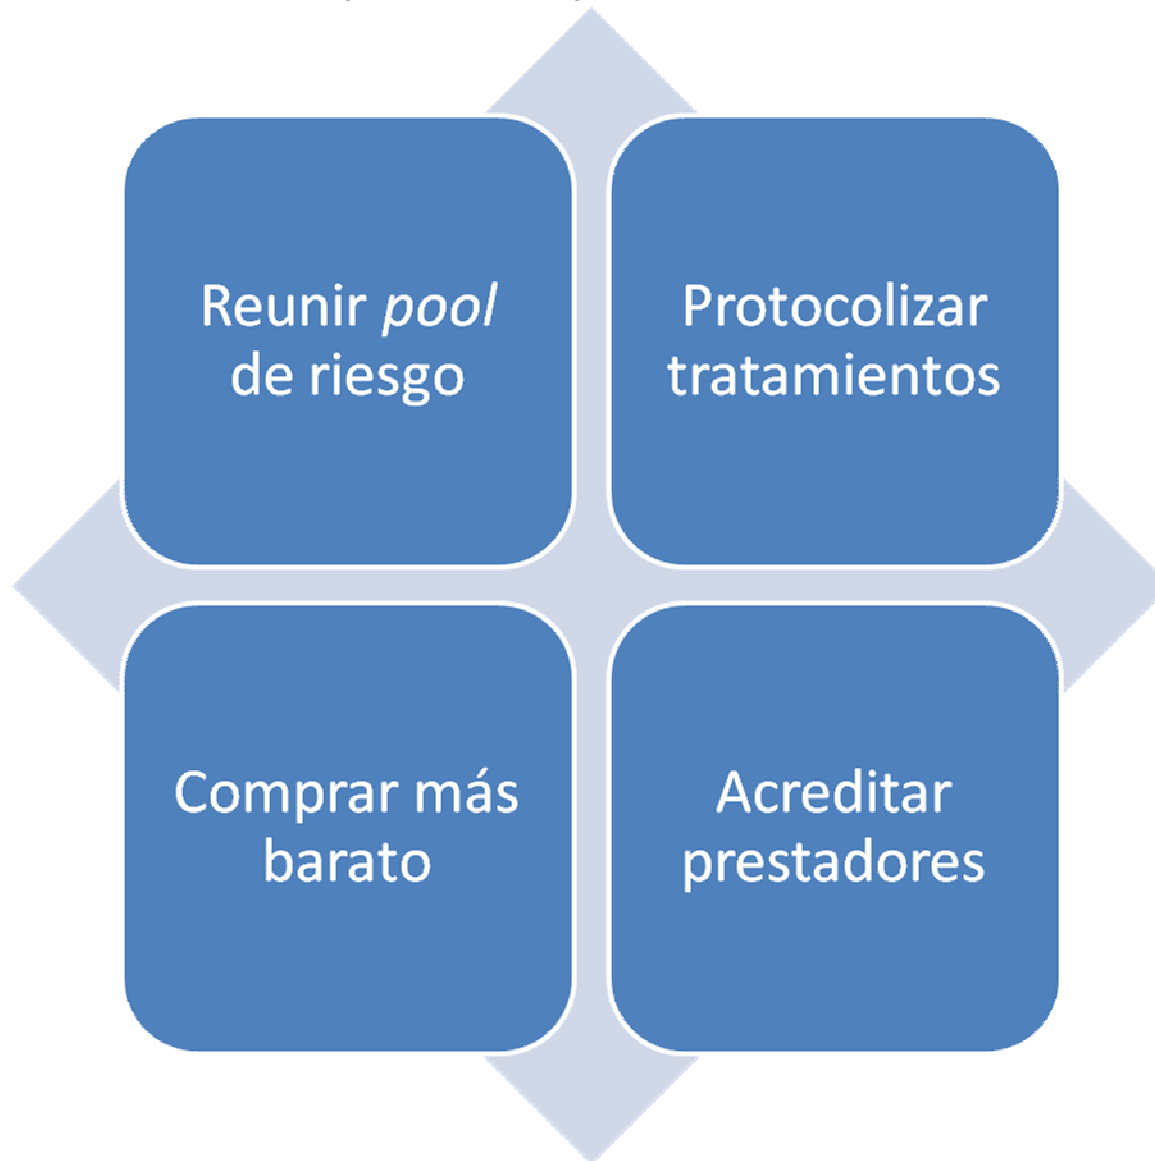 Reunir pool
de riesgo
Protocolizar
tratamientos
Comprar más
barato
Acreditar
prestadores